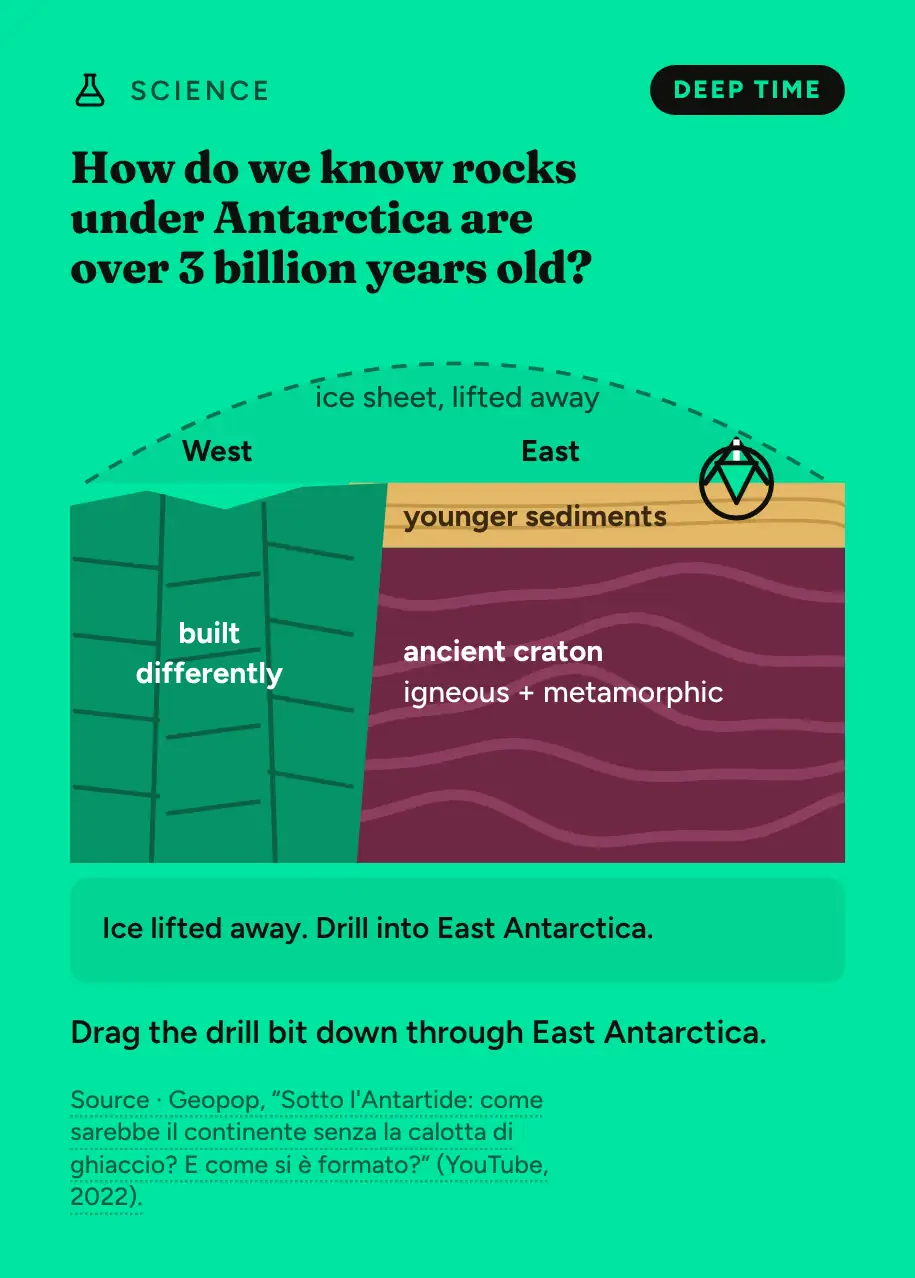 SCIENCE
DEEP TIME
How do we know rocks
under Antarctica are
over 3 billion years old?
ice sheet, lifted away
West
East
younger sediments
built
differently
ancient craton
igneous + metamorphic
Ice lifted away. Drill into East Antarctica.
Drag the drill bit down through East Antarctica.
Source · Geopop, “Sotto l'Antartide: come
sarebbe il continente senza la calotta di
ghiaccio? E come si è formato?” (YouTube,
2022).